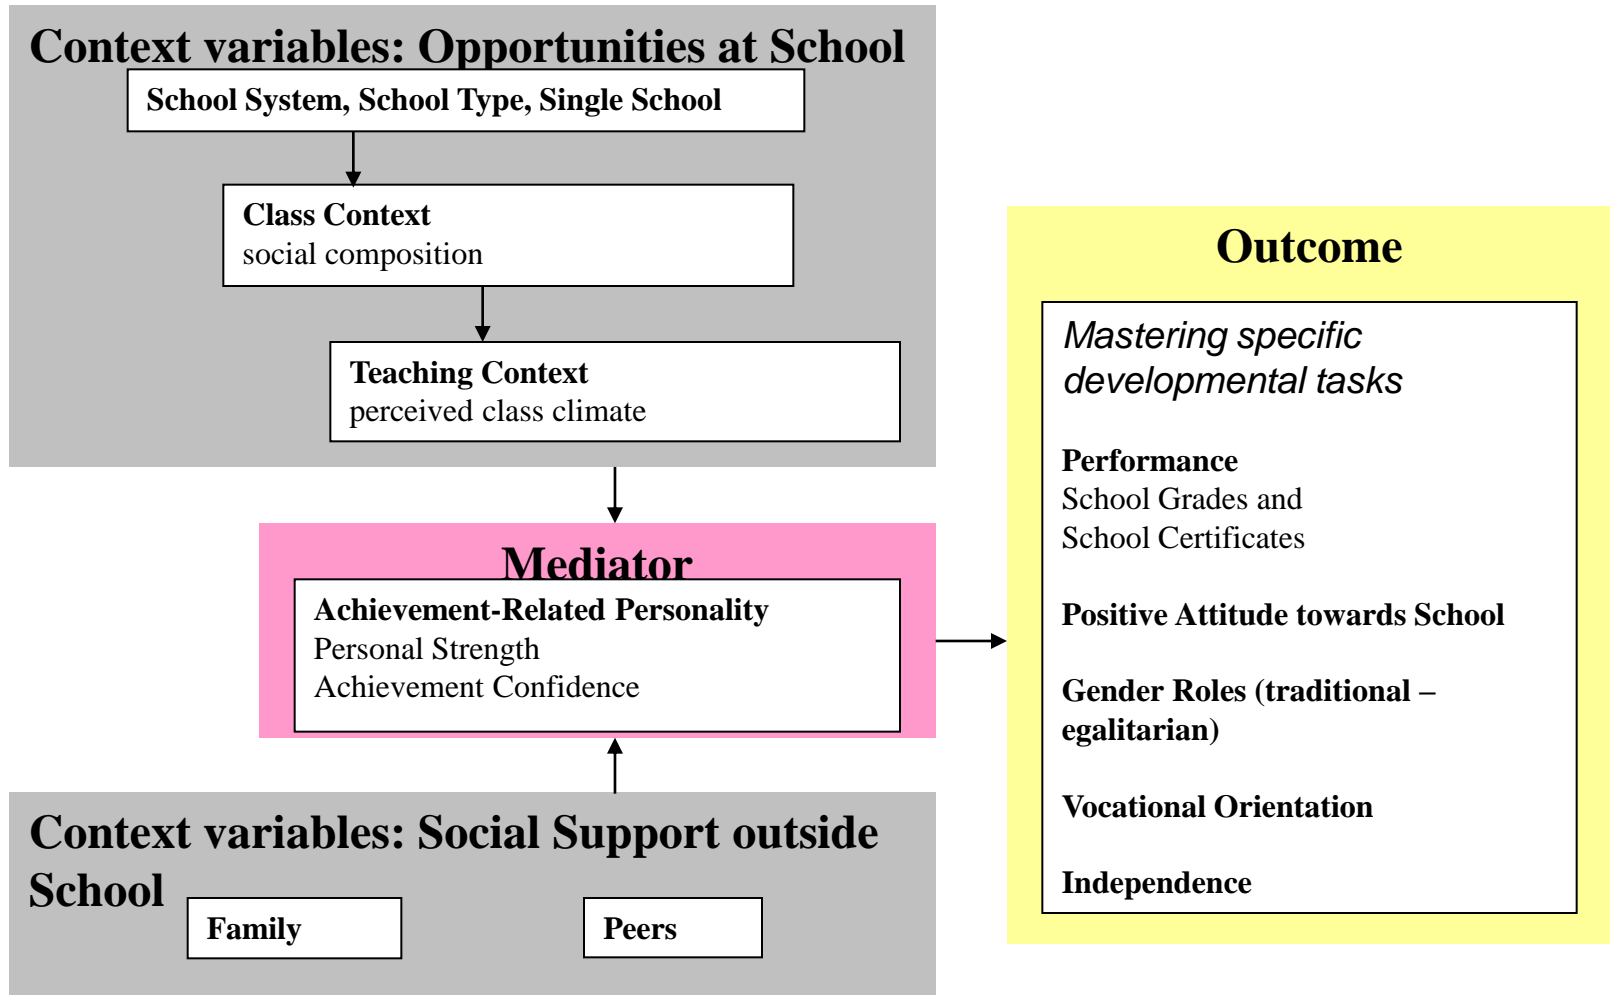 Context variables: Opportunities at School
School System, School Type, Single School
Class Context
social composition
Teaching Context
perceived class climate
Mediator
Achievement-Related Personality
Personal Strength
Achievement Confidence
Context variables: Social Support outside
School
Family
Peers
Outcome
Mastering specific
developmental tasks
Performance
School Grades and
School Certificates
Positive Attitude towards School
Gender Roles (traditional –
egalitarian)
Vocational Orientation
Independence